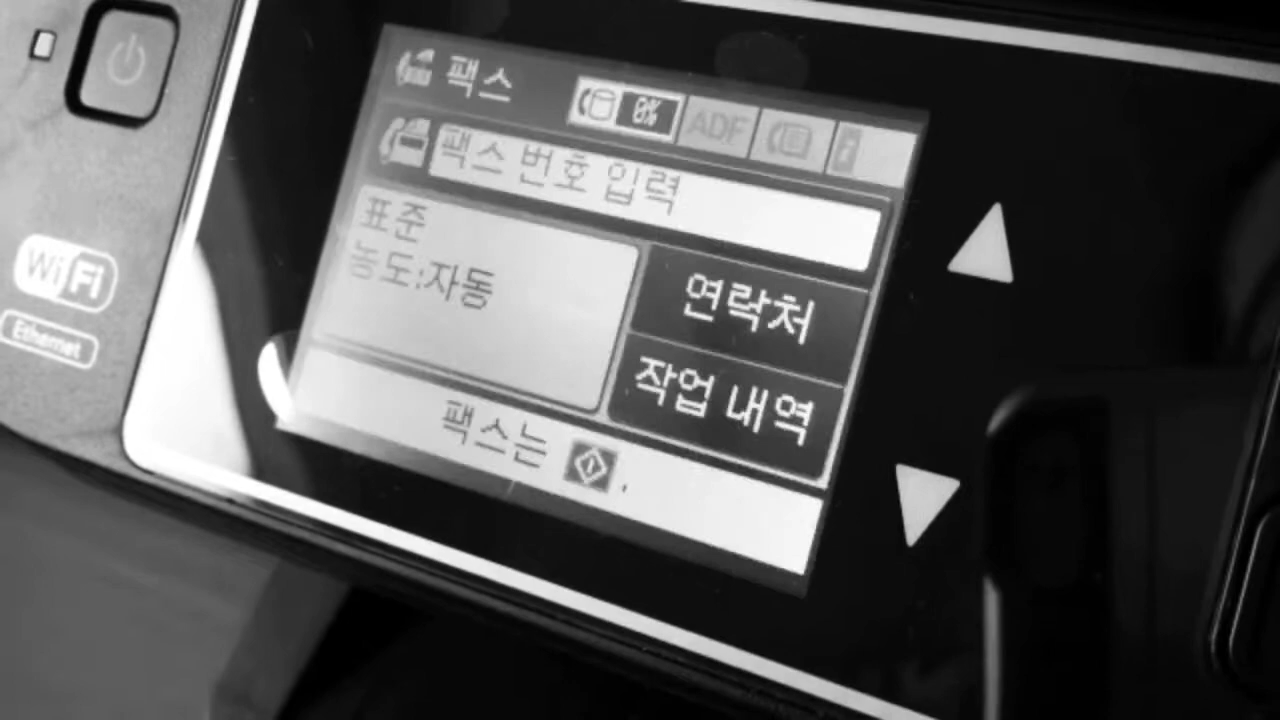 팩스
0%
ADF
팩스 번호 입력
표준
농도:자동
연락처
작업 내역
팩스는
.
WiFi
Ethernet